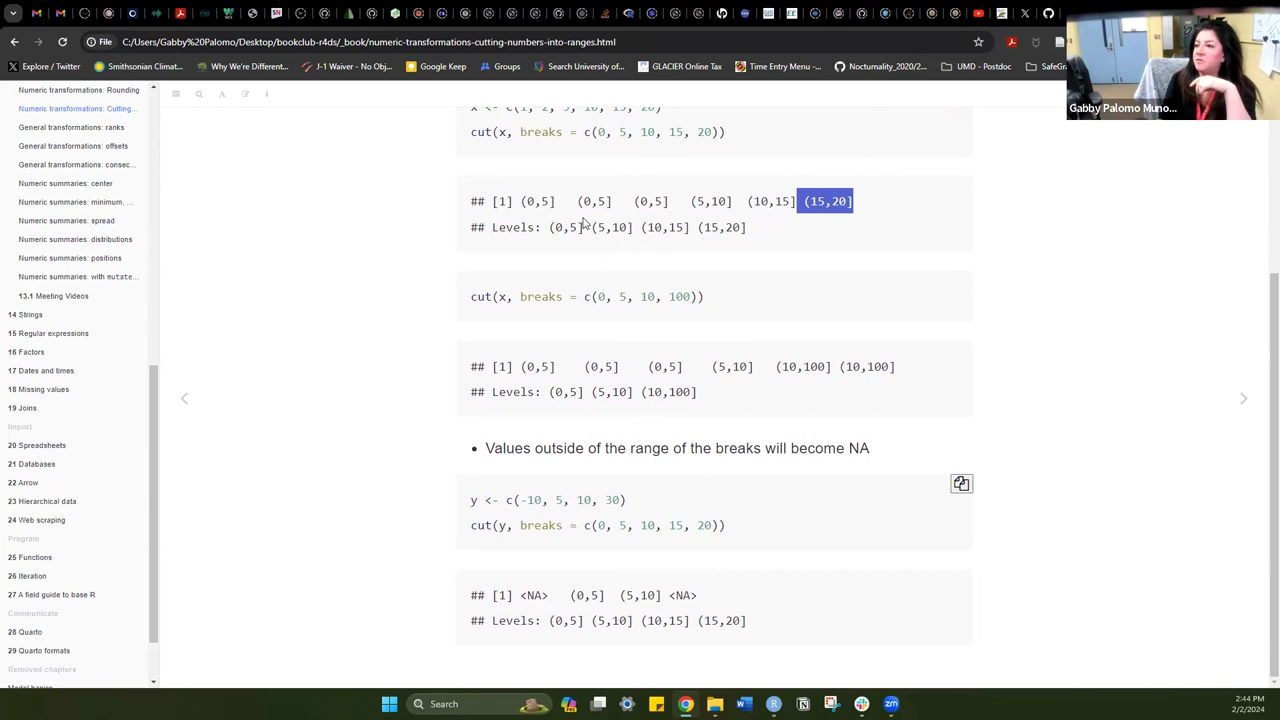 File
C:/Users/Gabby%20Palomo/Desktop/bookclub-r4ds/_book/numeric-transformations-cutting-numbers-into-ranges.html
Explore / Twitter
Smithsonian Climat...
Why We're Different...
J-1 Waiver - No Obj...
Google Keep
Search University of...
GLACIER Online Tax
Time Entry Menu -...
Nocturnality_2020/2...
UMD - Postdoc
SafeGra
Gabby Palomo Muno...
Numeric transformations: Rounding
Numeric transformations: Cutting...
General transformations: ranks
General transformations: offsets
General transformations: consec...
Numeric summaries: center
Numeric summaries: minimum, ...
Numeric summaries: spread
Numeric summaries: distributions
Numeric summaries: positions
Numeric summaries: with mutate...
13.1 Meeting Videos
14 Strings
15 Regular expressions
16 Factors
17 Dates and times
18 Missing values
19 Joins
Import
20 Spreadsheets
21 Databases
22 Arrow
23 Hierarchical data
24 Web scraping
Program
25 Functions
26 Iteration
27 A field guide to base R
Communicate
28 Quarto
29 Quarto formats
Removed chapters
cut(x, breaks = c(0, 5, 10, 15, 20))
## [1] (0,5]   (0,5]   (0,5]   (5,10]  (10,15] (15,20]
## Levels: (0,5] (5,10] (10,15] (15,20]
cut(x, breaks = c(0, 5, 10, 100))
## [1] (0,5]    (0,5]    (0,5]    (5,10]   (10,100] (10,100]
## Levels: (0,5] (5,10] (10,100]
• Values outside of the range of the breaks will become NA
y <- c(-10, 5, 10, 30)
cut(y, breaks = c(0, 5, 10, 15, 20))
## [1] <NA>   (0,5]  (5,10] <NA>
## Levels: (0,5] (5,10] (10,15] (15,20]
Search
2:44 PM
2/2/2024